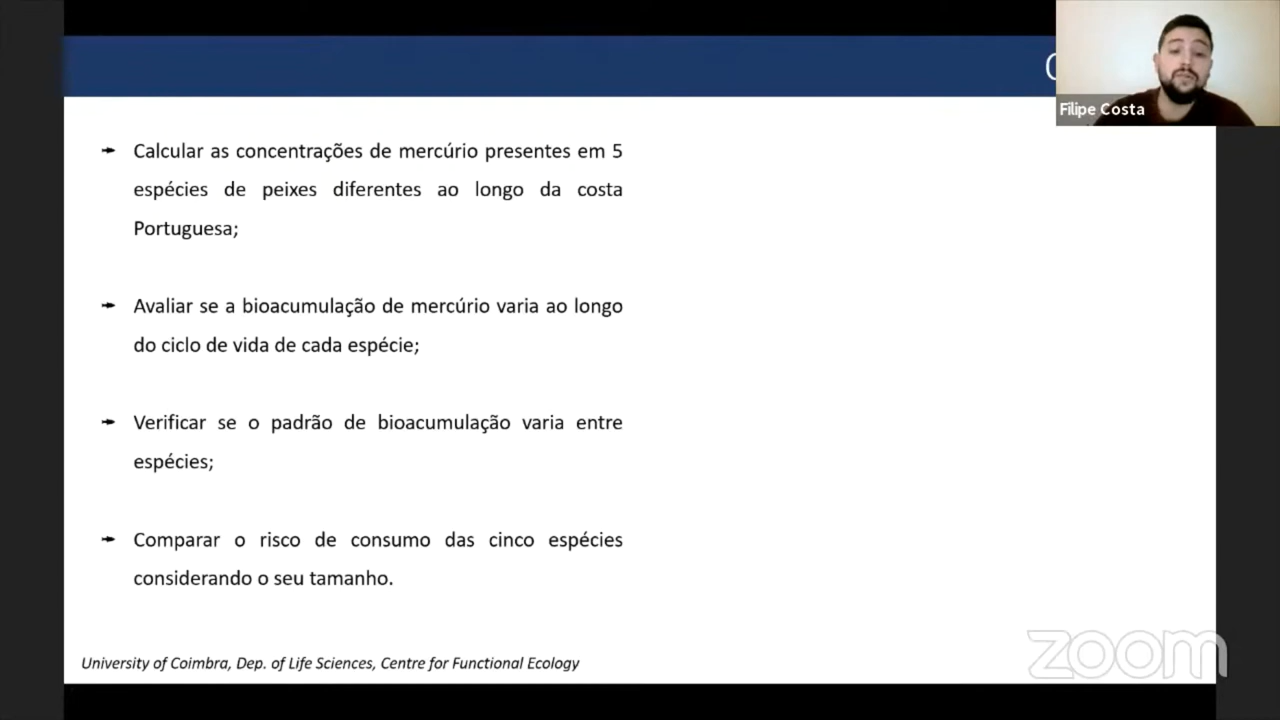 Filipe Costa
Calcular as concentrações de mercúrio presentes em 5
espécies de peixes diferentes ao longo da costa
Portuguesa;
Avaliar se a bioacumulação de mercúrio varia ao longo
do ciclo de vida de cada espécie;
Verificar se o padrão de bioacumulação varia entre
espécies;
Comparar o risco de consumo das cinco espécies
considerando o seu tamanho.
University of Coimbra, Dep. of Life Sciences, Centre for Functional Ecology
zoom